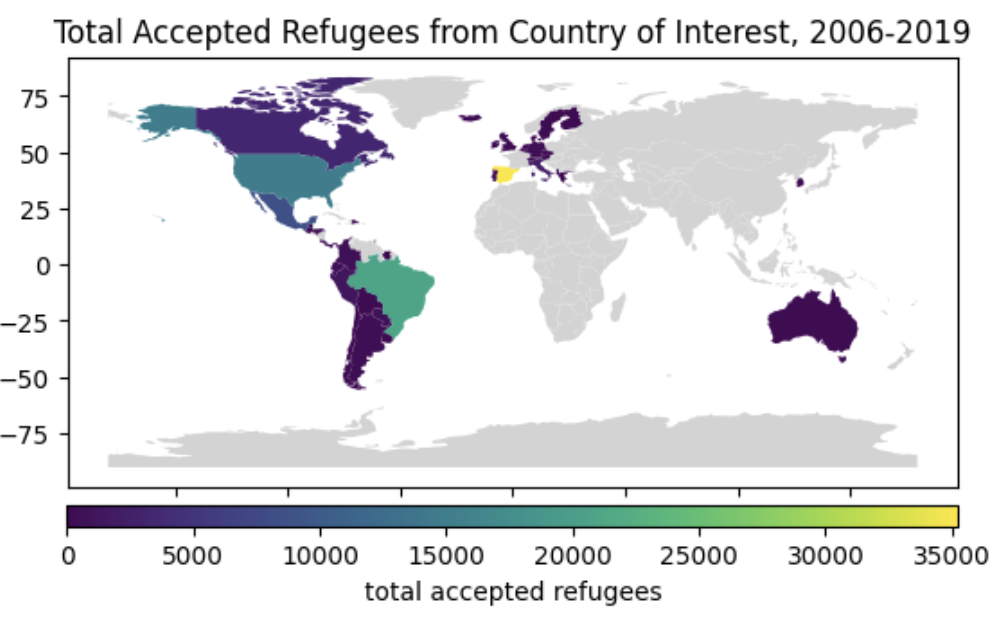 Total Accepted Refugees from Country of Interest, 2006-2019
75
50
25
0
−25
−50
−75
0 5000 10000 15000 20000 25000 30000 35000
total accepted refugees